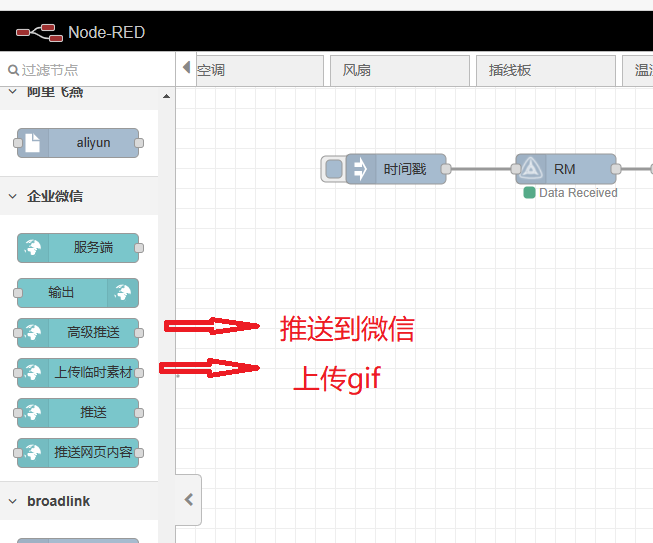 Node-RED
过滤节点
空调
风扇
插线板
阿里飞燕
aliyun
企业微信
服务端
输出
高级推送
上传临时素材
推送
推送网页内容
broadlink
时间戳
RM
Data Received
推送到微信
上传gif